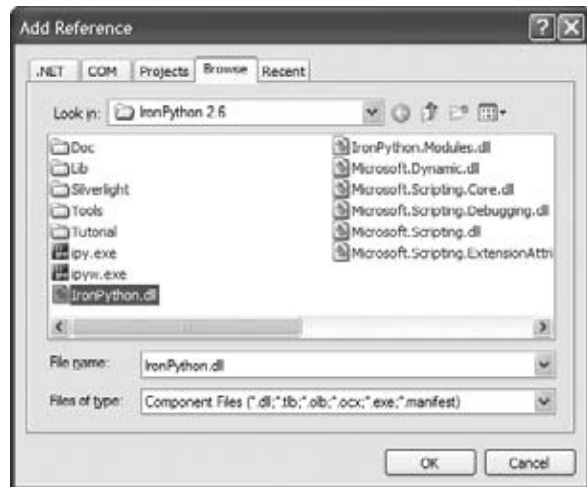 Add Reference
.NET COM Projects Browse Recent
Look in: IronPython 2.6
Doc
Lib
Silverlight
Tools
Tutorial
ipy.exe
ipyw.exe
IronPython.dll
IronPython.Modules.dll
Microsoft.Dynamic.dll
Microsoft.Scripting.Core.dll
Microsoft.Scripting.Debugging.dll
Microsoft.Scripting.dll
Microsoft.Scripting.ExtensionAttri
File name: IronPython.dll
Files of type: Component Files (*.dll;*.tlb;*.olb;*.ocx;*.exe;*.manifest)
OK Cancel